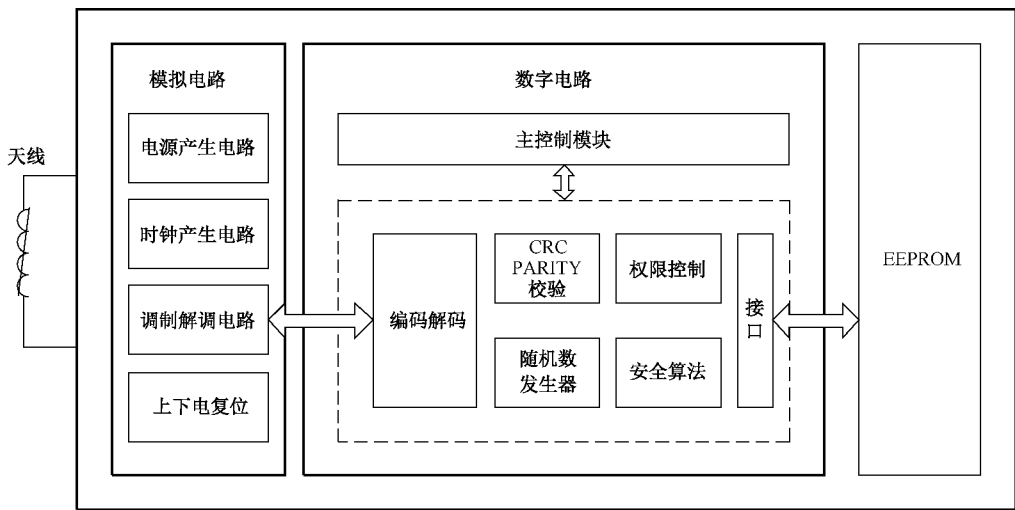 天线
模拟电路
电源产生电路
时钟产生电路
调制解调电路
上下电复位
数字电路
主控制模块
编码解码
CRC
PARITY
校验
随机数
发生器
权限控制
安全算法
接
口
EEPROM